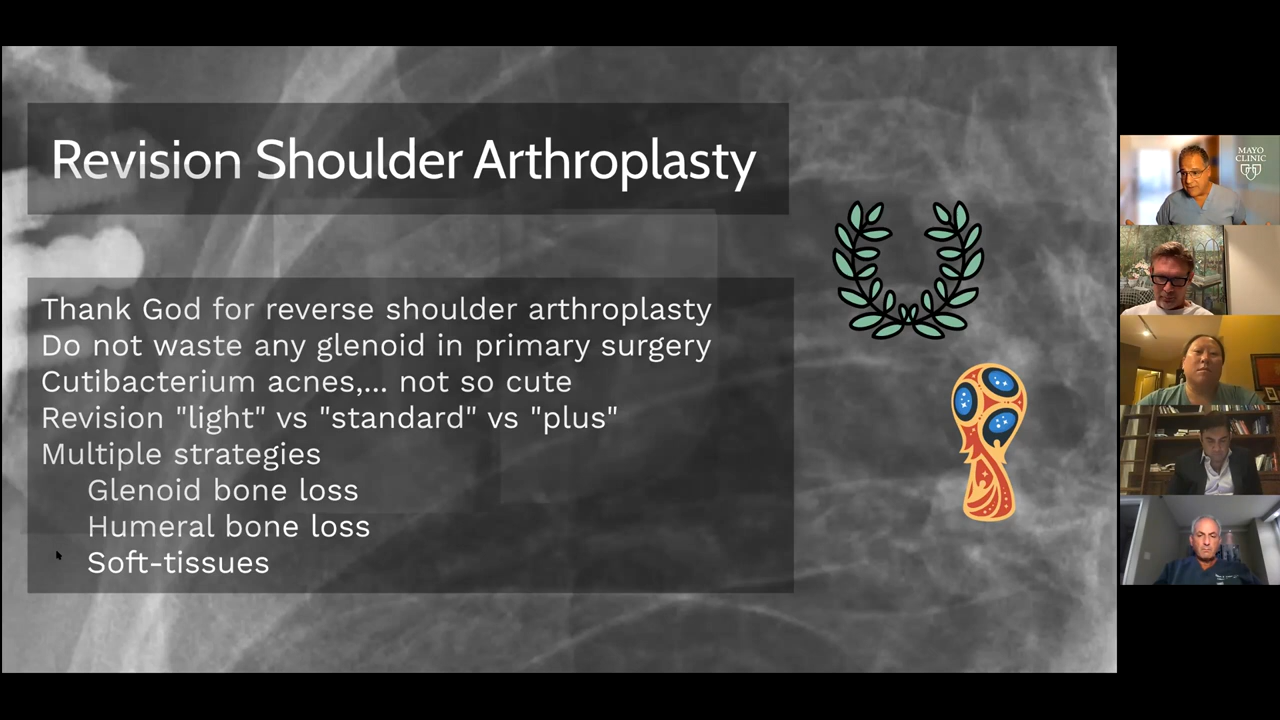 Revision Shoulder Arthroplasty
Thank God for reverse shoulder arthroplasty
Do not waste any glenoid in primary surgery
Cutibacterium acnes,... not so cute
Revision "light" vs "standard" vs "plus"
Multiple strategies
Glenoid bone loss
Humeral bone loss
Soft-tissues
MAYO
CLINIC